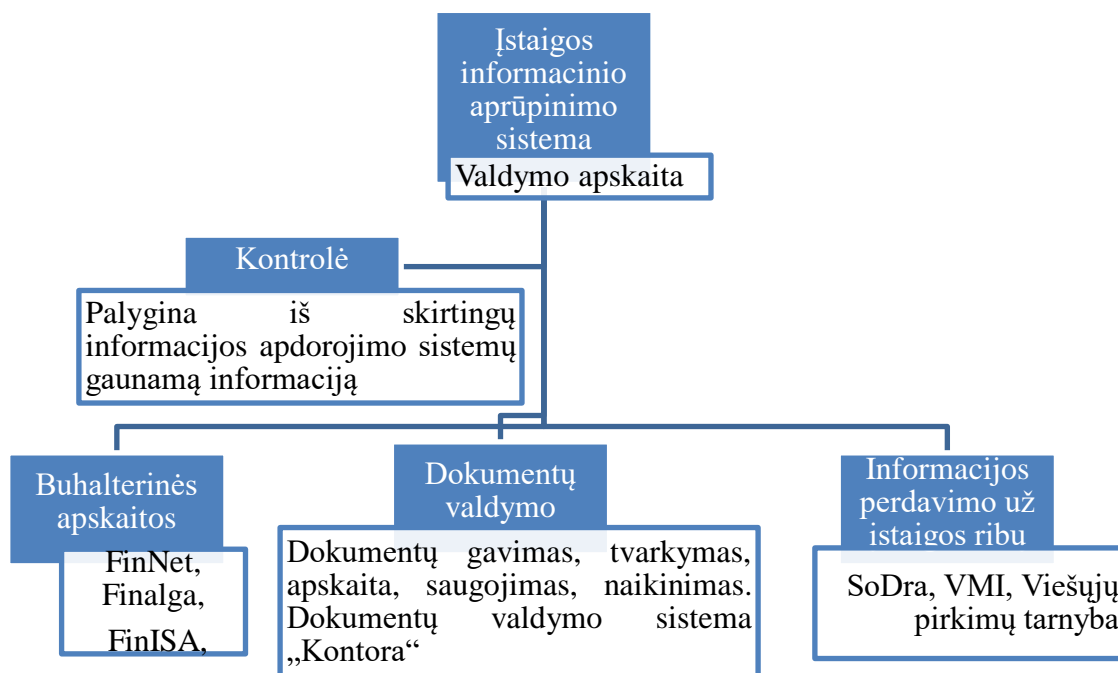 Įstaigos
informacinio
aprūpinimo
sistema
Valdymo apskaita
Kontrolė
Palygina iš skirtingų
informacijos apdorojimo sistemų
gaunamą informaciją
Buhalterinės
apskaitos
FinNet,
Finalga,
FinISA,
Dokumentų
valdymo
Dokumentų gavimas, tvarkymas,
apskaita, saugojimas, naikinimas.
Dokumentų valdymo sistema
„Kontora“
Informacijos
perdavimo už
įstaigos ribų
SoDra, VMI, Viešųjų
pirkimų tarnyba